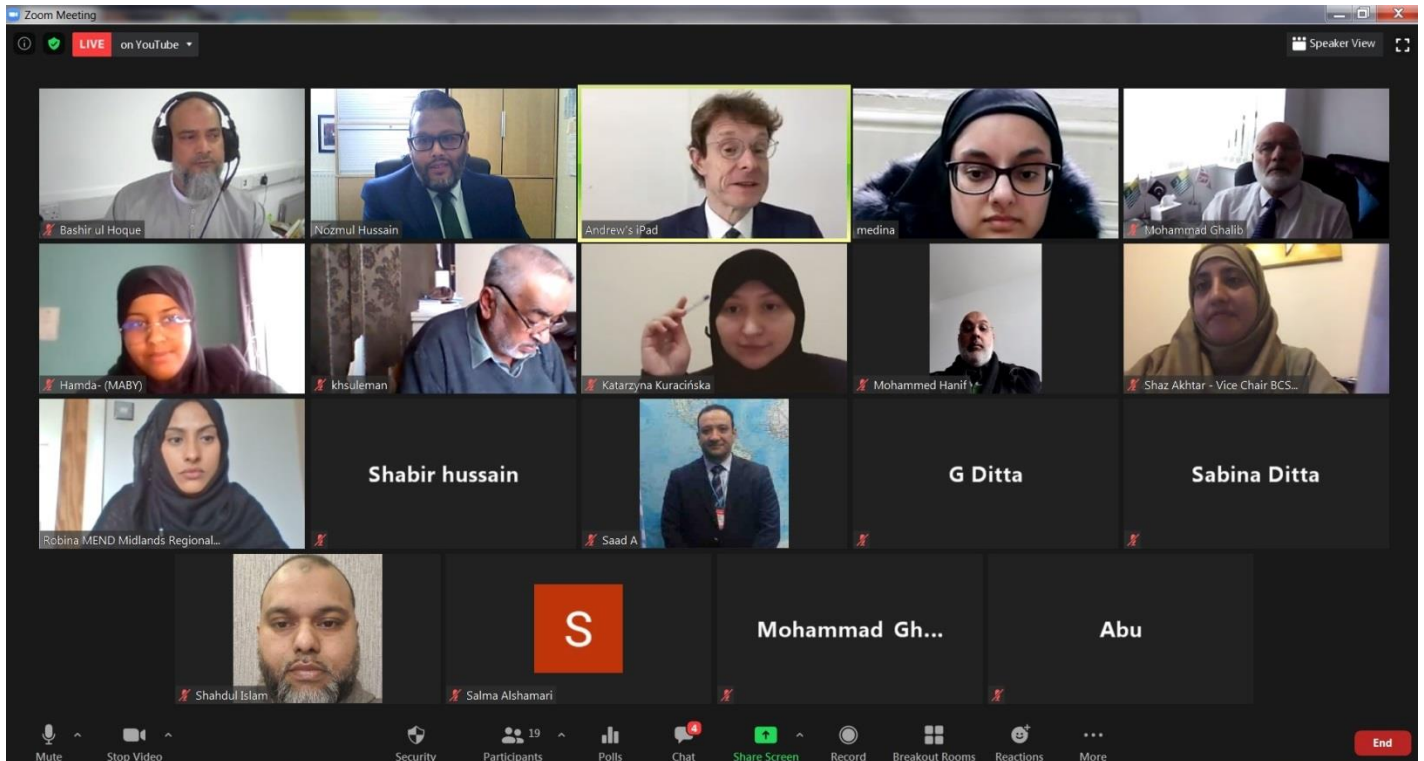 Zoom Meeting
LIVE on YouTube
Speaker View
Bashir ul Hoque
Nozmul Hussain
Andrew's iPad
medina
Mohammad Ghalib
Hamda- (MABY)
khsuleman
Katarzyna Kuracińska
Mohammed Hanif
Shaz Akhtar - Vice Chair BCS...
Robina MEND Midlands Regional...
Shabir hussain
Saad A
G Ditta
Sabina Ditta
Shahdul Islam
S
Salma Alshamari
Mohammad Gh...
Abu
Mute
Stop Video
Security
19
Participants
Polls
4
Chat
Share Screen
Record
Breakout Rooms
Reactions
More
End